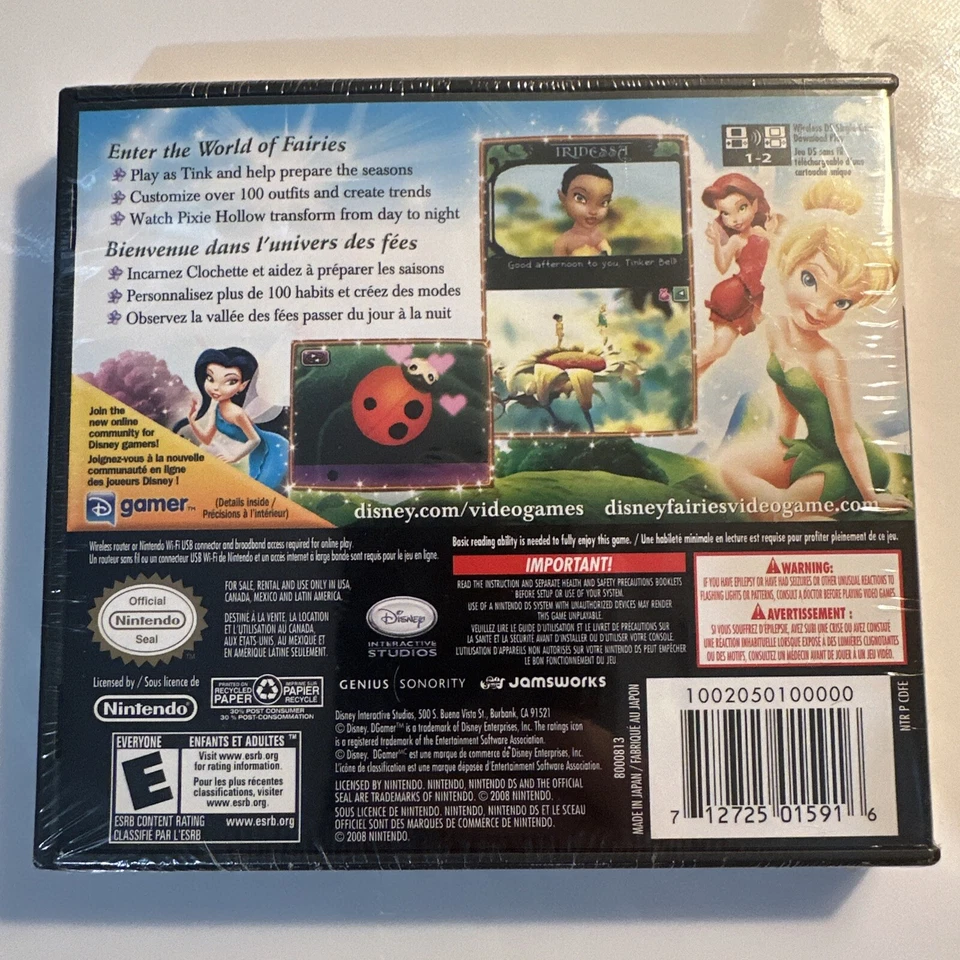 Enter the World of Fairies
Play as Tink and help prepare the seasons
Customize over 100 outfits and create trends
Watch Pixie Hollow transform from day to night
Bienvenue dans l'univers des fées
Incarnez Clochette et aidez à préparer les saisons
Personnalisez plus de 100 habits et créez des modes
Observez la vallée des fées passer du jour à la nuit
IRIDESSA
Good afternoon to you, Tinker Bell
1-2
Wireless DS Single-Card
Download Play
Jeu DS sans fil
téléchargeable d'une
cartouche unique
Join the
new online
community for
Disney gamers!
Joignez-vous à la nouvelle
communauté en ligne
des joueurs Disney !
D gamer™
(Details inside /
Précisions à l'intérieur)
disney.com/videogames disneyfairiesvideogame.com
Wireless router or Nintendo Wi-Fi USB connector and broadband access required for online play.
Un routeur sans fil ou un connecteur USB Wi-Fi de Nintendo et un accès internet à large bande sont requis pour le jeu en ligne.
Basic reading ability is needed to fully enjoy this game. / Une habileté minimale en lecture est requise pour profiter pleinement de ce jeu.
Official
Nintendo
Seal
™
FOR SALE, RENTAL AND USE ONLY IN USA,
CANADA, MEXICO AND LATIN AMERICA.
DESTINÉ À LA VENTE, LA LOCATION
ET L'UTILISATION AU CANADA,
AUX ÉTATS-UNIS, AU MEXIQUE ET
EN AMÉRIQUE LATINE SEULEMENT.
Disney
INTERACTIVE
STUDIOS
IMPORTANT!
READ THE INSTRUCTION AND SEPARATE HEALTH AND SAFETY PRECAUTIONS BOOKLETS
BEFORE SETUP OR USE OF YOUR SYSTEM.
USE OF A NINTENDO DS SYSTEM WITH UNAUTHORIZED DEVICES MAY RENDER
THIS GAME UNPLAYABLE.
VEUILLEZ LIRE LE GUIDE D'UTILISATION ET LE LIVRET DE PRÉCAUTIONS SUR
LA SANTÉ ET LA SÉCURITÉ AVANT D'INSTALLER OU D'UTILISER VOTRE CONSOLE.
L'UTILISATION D'APPAREILS NON AUTORISÉS SUR VOTRE NINTENDO DS PEUT EMPÊCHER
LE BON FONCTIONNEMENT DU JEU
WARNING:
IF YOU HAVE EPILEPSY OR HAVE HAD SEIZURES OR OTHER UNUSUAL REACTIONS TO
FLASHING LIGHTS OR PATTERNS, CONSULT A DOCTOR BEFORE PLAYING VIDEO GAMES.
AVERTISSEMENT :
SI VOUS SOUFFREZ D'ÉPILEPSIE, AVEZ SUBI UNE CRISE OU AVEZ CONSTATÉ
UNE RÉACTION INHABITUELLE LORSQUE EXPOSÉ À DES LUMIÈRES CLIGNOTANTES
OU DES MOTIFS, CONSULTEZ UN MÉDECIN AVANT DE JOUER À UN JEU VIDÉO.
Licensed by / Sous licence de
Nintendo
PRINTED ON
RECYCLED
PAPER
IMPRIMÉ SUR
PAPIER
RECYCLÉ
30% POST CONSUMER
30 % POST-CONSOMMATION
GENIUS SONORITY
JAMSWORKS
Disney Interactive Studios, 500 S. Buena Vista St., Burbank, CA 91521
© Disney. DGamer™ is a trademark of Disney Enterprises, Inc. The ratings icon
is a registered trademark of the Entertainment Software Association.
© Disney. DGamer MC est une marque de commerce de Disney Enterprises, Inc.
L'icône de classification est une marque déposée d'Entertainment Software Association.
LICENSED BY NINTENDO. NINTENDO, NINTENDO DS AND THE OFFICIAL
SEAL ARE TRADEMARKS OF NINTENDO. © 2008 NINTENDO.
SOUS LICENCE DE NINTENDO. NINTENDO, NINTENDO DS ET LE SCEAU
OFFICIEL SONT DES MARQUES DE COMMERCE DE NINTENDO.
© 2008 NINTENDO.
EVERYONE
E
ESRB CONTENT RATING
CLASSIFIÉ PAR L'ESRB
ENFANTS ET ADULTES ™
Visit www.esrb.org
for rating information.
Pour les plus récentes
classifications, visiter
www.esrb.org.
www.esrb.org
8000813
MADE IN JAPAN / FABRIQUÉ AU JAPON
1002050100000
7 12725 01591 6
NTR P CDFE